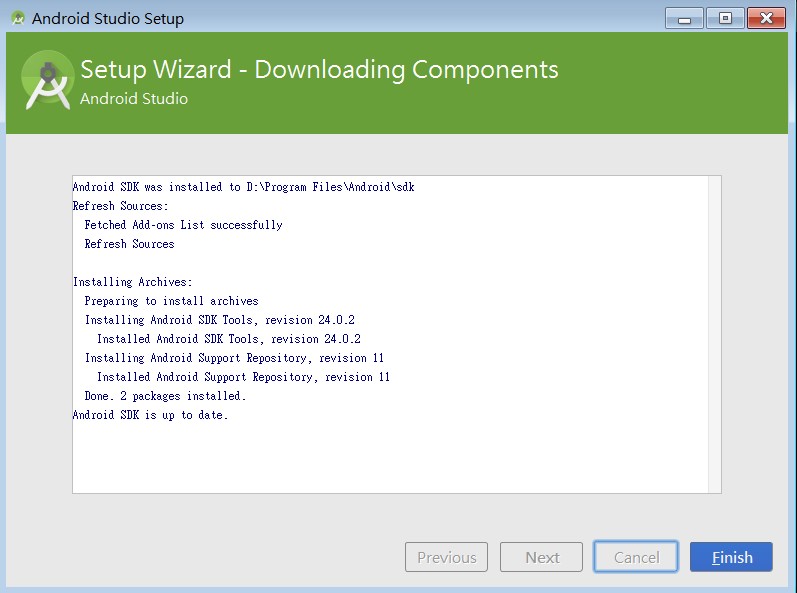 Android Studio Setup
Setup Wizard - Downloading Components
Android Studio
Android SDK was installed to D:\Program Files\Android\sdk
Refresh Sources:
Fetched Add-ons List successfully
Refresh Sources
Installing Archives:
Preparing to install archives
Installing Android SDK Tools, revision 24.0.2
Installed Android SDK Tools, revision 24.0.2
Installing Android Support Repository, revision 11
Installed Android Support Repository, revision 11
Done. 2 packages installed.
Android SDK is up to date.
Previous Next Cancel Finish